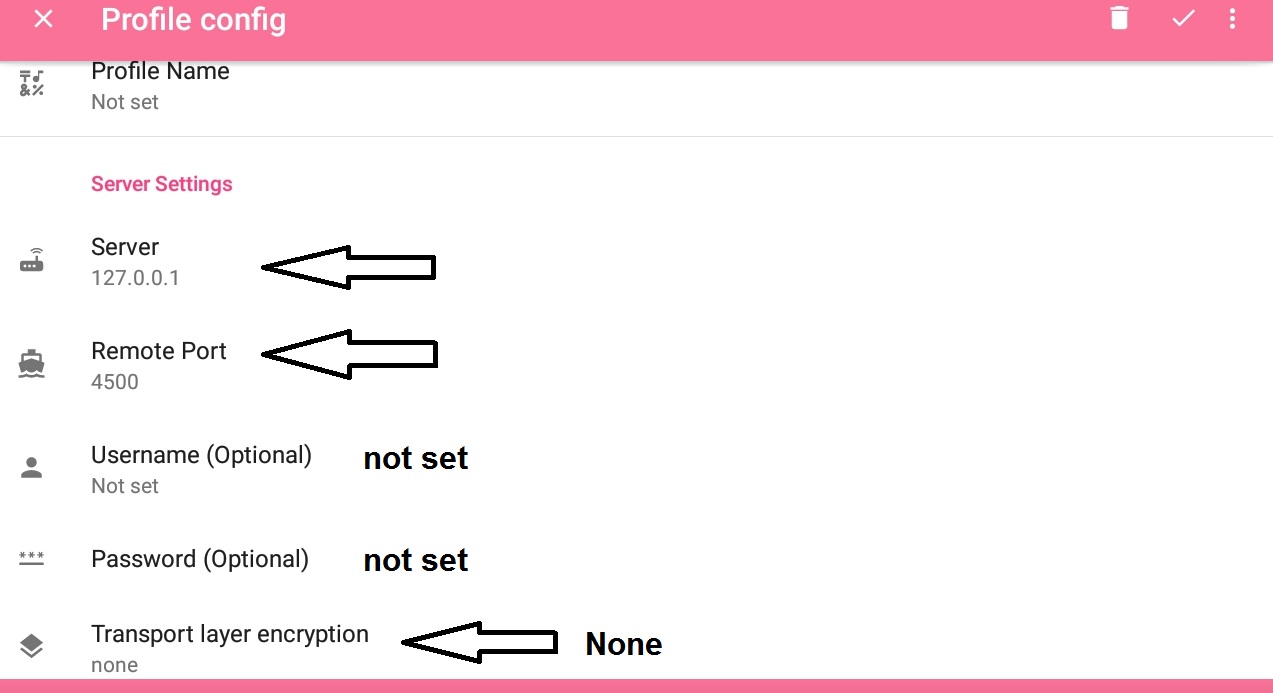 Profile config
Profile Name
Not set
Server Settings
Server
127.0.0.1
Remote Port
4500
Username (Optional) not set
Not set
Password (Optional) not set
Transport layer encryption None
none